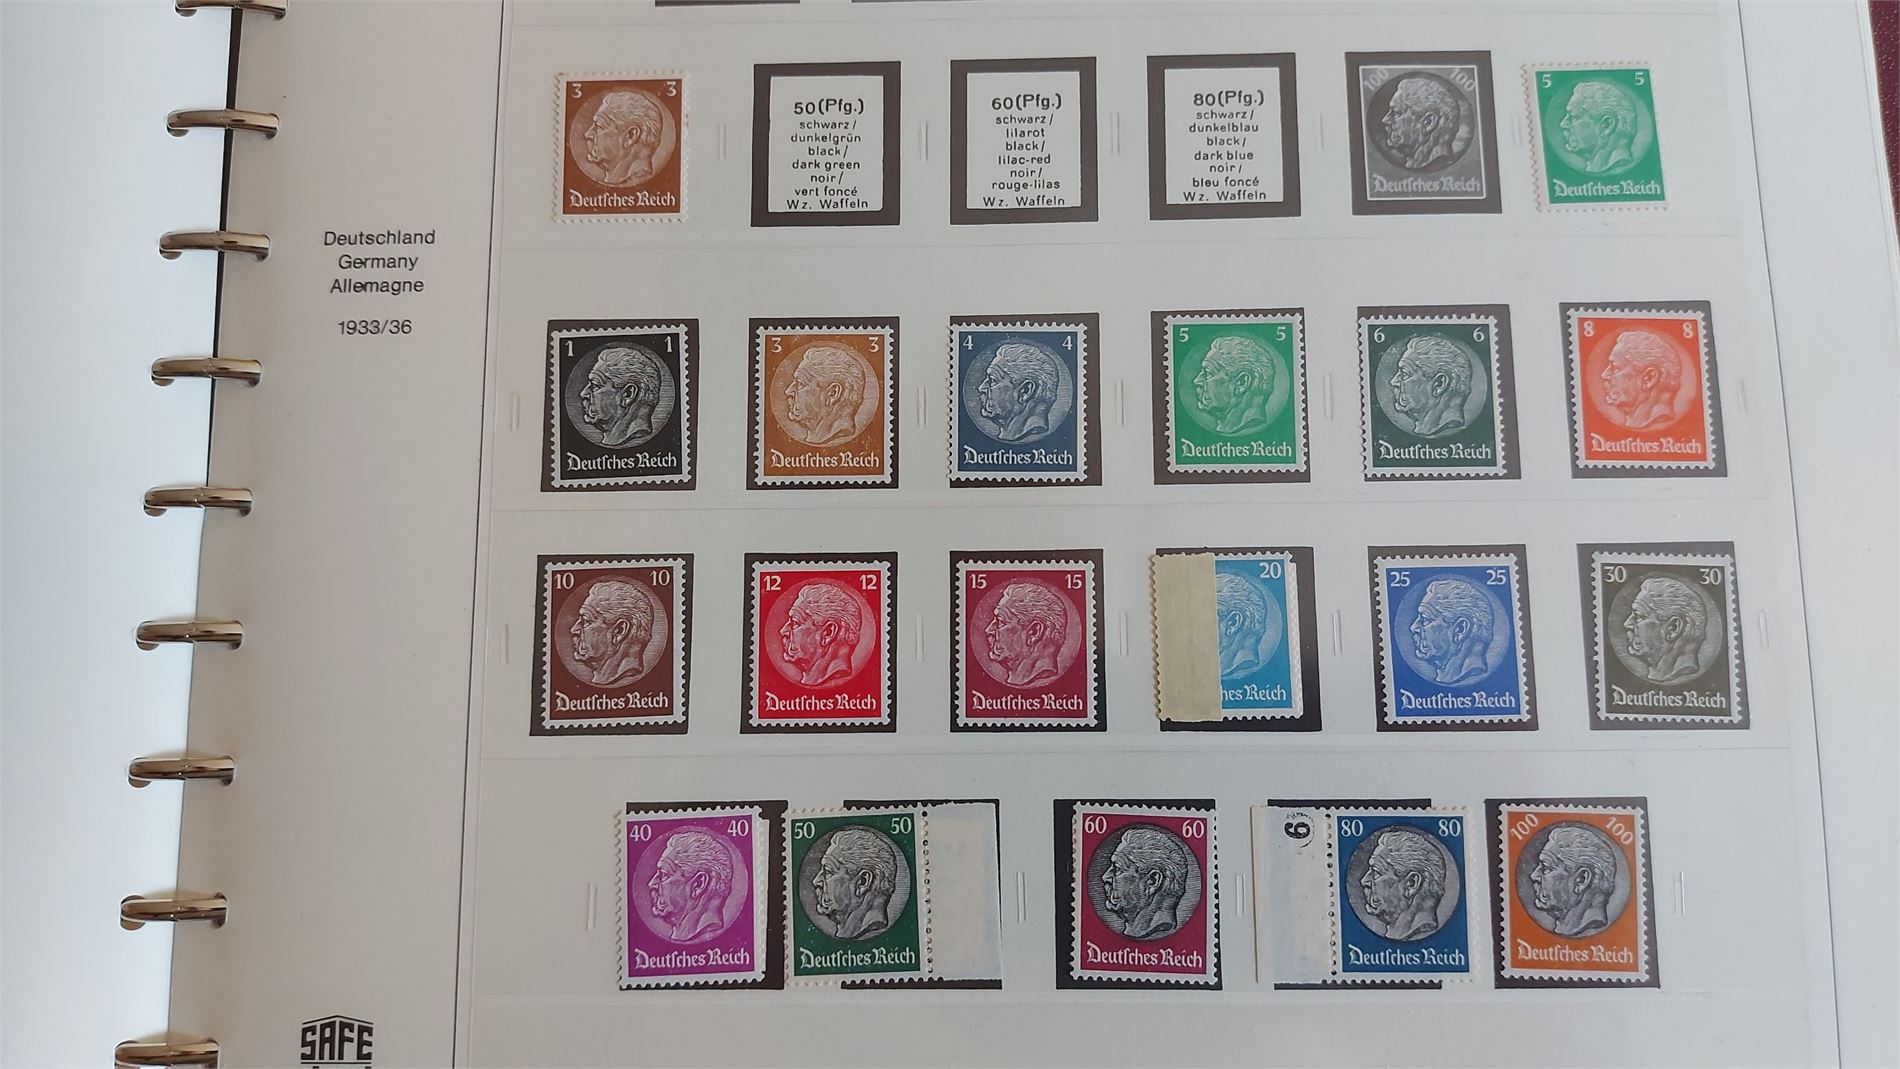 3 3
Deutsches Reich
50 (Pfg.)
schwarz/
dunkelgrün
black/
dark green
noir/
vert foncé
Wz. Waffeln
60 (Pfg.)
schwarz/
lilarot
black/
lilac-red
noir/
rouge-lilas
Wz. Waffeln
80 (Pfg.)
schwarz/
dunkelblau
black/
dark blue
noir/
bleu foncé
Wz. Waffeln
100 100
Deutsches Reich
5 5
Deutsches Reich
Deutschland
Germany
Allemagne
1933/36
1 1
Deutsches Reich
3 3
Deutsches Reich
4 4
Deutsches Reich
5 5
Deutsches Reich
6 6
Deutsches Reich
8 8
Deutsches Reich
10 10
Deutsches Reich
12 12
Deutsches Reich
15 15
Deutsches Reich
20
hes Reich
25 25
Deutsches Reich
30 30
Deutsches Reich
40 40
Deutsches Reich
50 50
Deutsches Reich
60 60
Deutsches Reich
9
80 80
Deutsches Reich
100 100
Deutsches Reich
SAFE